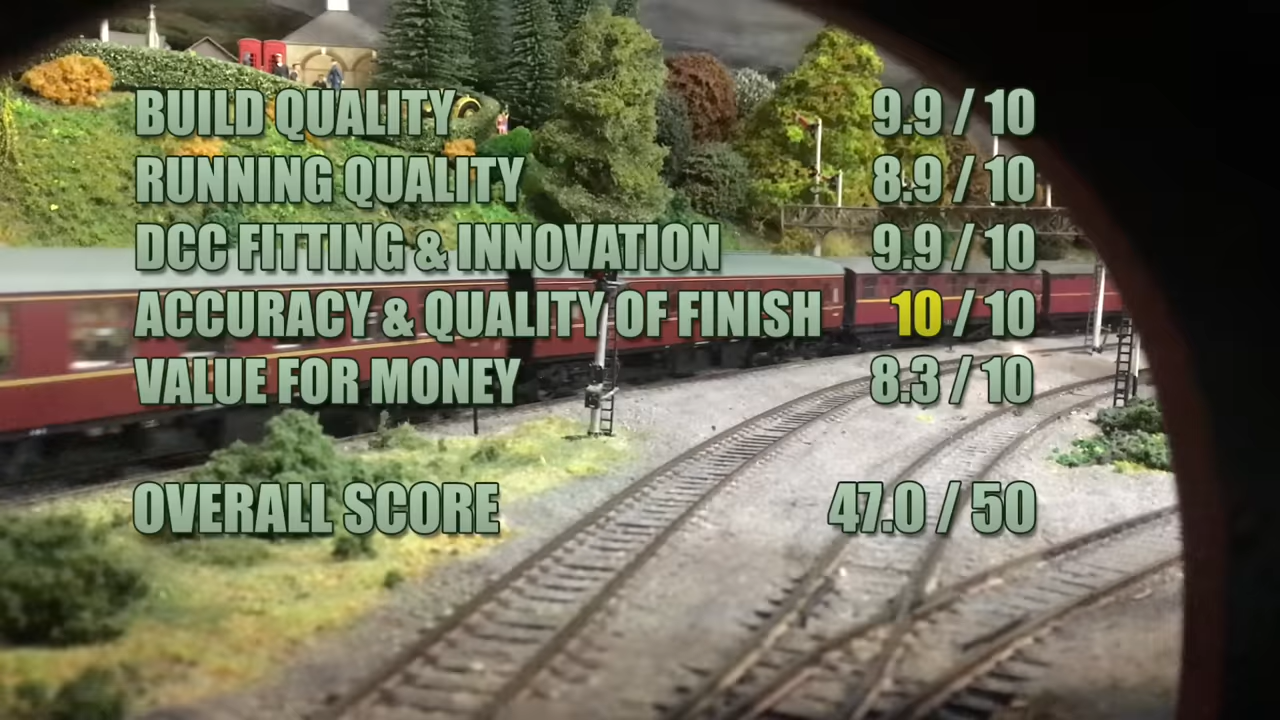 BUILD QUALITY 9.9 / 10
RUNNING QUALITY 8.9 / 10
DCC FITTING & INNOVATION 9.9 / 10
ACCURACY & QUALITY OF FINISH 10 / 10
VALUE FOR MONEY 8.3 / 10
OVERALL SCORE 47.0 / 50